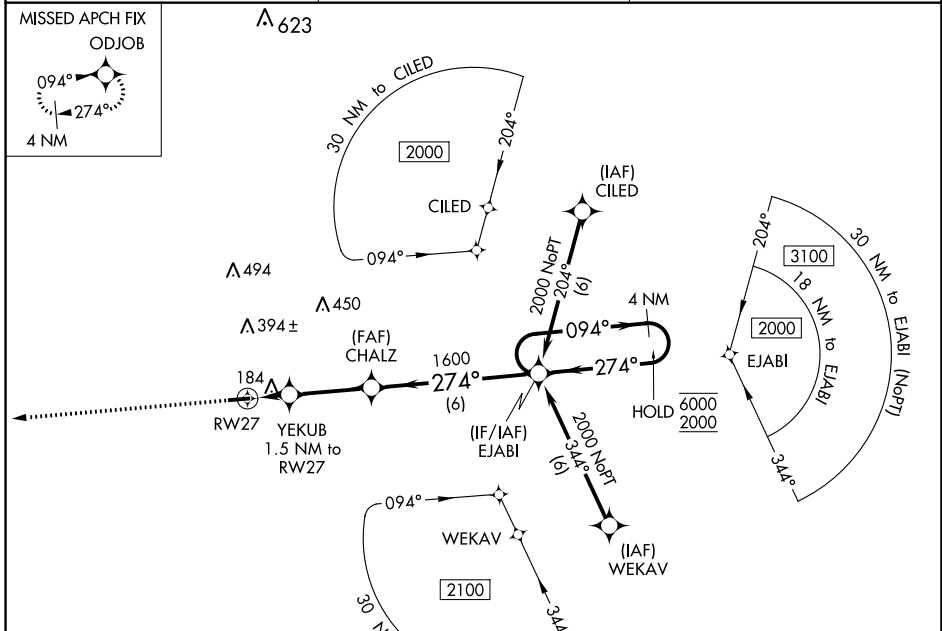 MISSED APCH FIX
ODJOB
094°
274°
4 NM
623
30 NM to CILED
2000
204°
CILED
094°
(IAF)
CILED
2000 NoPT
204°
(6)
494
450
394 ±
184
RW27
YEKUB
1.5 NM to
RW27
(FAF)
CHALZ
1600
274°
(6)
(IF/IAF)
EJABI
4 NM
094°
274°
HOLD
6000
2000
2000 NoPT
344°
(6)
(IAF)
WEKAV
204°
3100
30 NM to EJABI (NoPT)
18 NM to EJABI
2000
EJABI
344°
094°
WEKAV
2100
30 N
344°